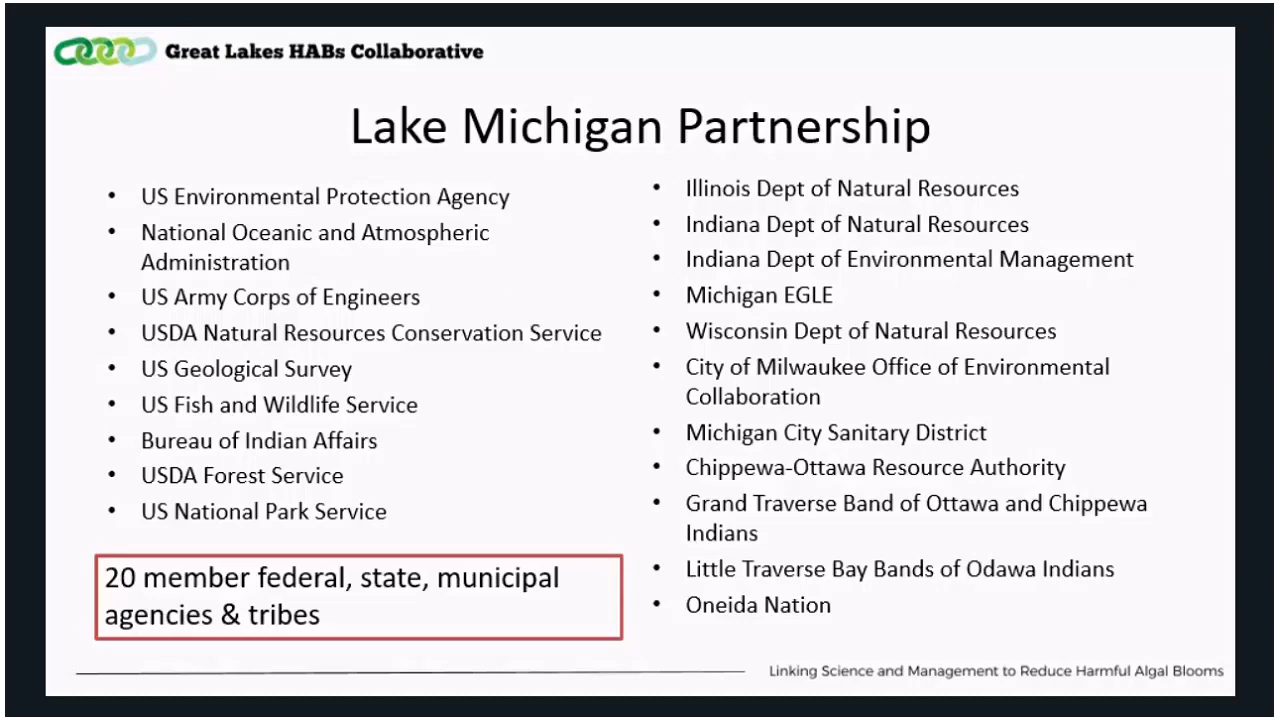 Great Lakes HABs Collaborative
Lake Michigan Partnership
• US Environmental Protection Agency
• National Oceanic and Atmospheric
Administration
• US Army Corps of Engineers
• USDA Natural Resources Conservation Service
• US Geological Survey
• US Fish and Wildlife Service
• Bureau of Indian Affairs
• USDA Forest Service
• US National Park Service
20 member federal, state, municipal
agencies & tribes
• Illinois Dept of Natural Resources
• Indiana Dept of Natural Resources
• Indiana Dept of Environmental Management
• Michigan EGLE
• Wisconsin Dept of Natural Resources
• City of Milwaukee Office of Environmental
Collaboration
• Michigan City Sanitary District
• Chippewa-Ottawa Resource Authority
• Grand Traverse Band of Ottawa and Chippewa
Indians
• Little Traverse Bay Bands of Odawa Indians
• Oneida Nation
Linking Science and Management to Reduce Harmful Algal Blooms